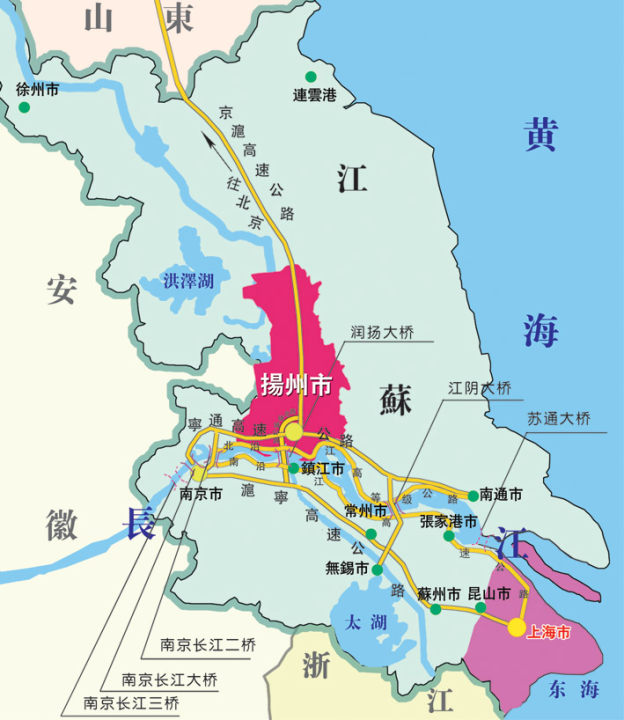 山東
徐州市
連雲港
黄海
京滬高速公路
往北京
江蘇
安徽
洪澤湖
润扬大桥
揚州市
江阴大桥
苏通大桥
寧通高速公路
北沿江高等级公路
南沿江高速公路
鎮江市
南京市
滬寧高速公路
常州市
南通市
張家港市
長江
無錫市
蘇州市
昆山市
太湖
上海市
南京长江二桥
南京长江大桥
南京长江三桥
浙江
东海